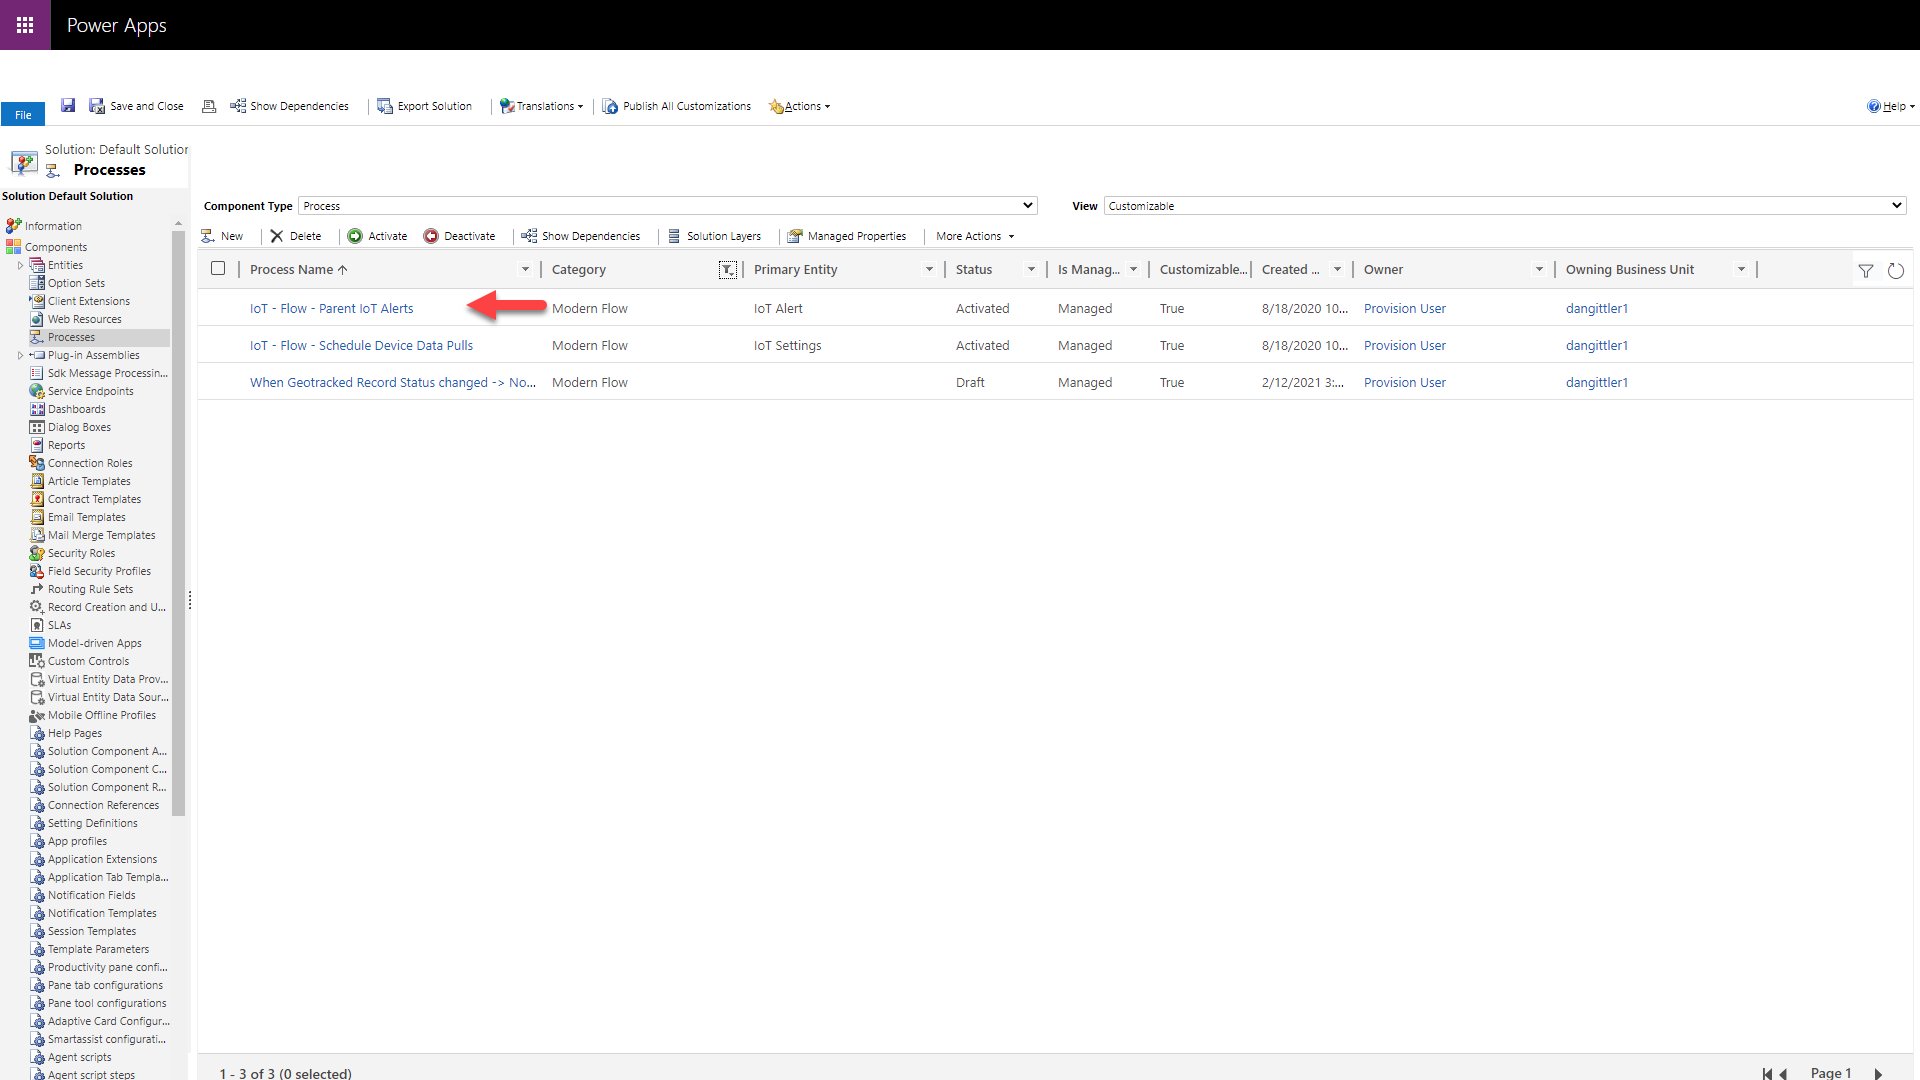 Power Apps
File
Save and Close
Show Dependencies
Export Solution
Translations
Publish All Customizations
Actions
Help
Solution: Default Solution
Processes
Solution Default Solution
Component Type
Process
View
Customizable
New
Delete
Activate
Deactivate
Show Dependencies
Solution Layers
Managed Properties
More Actions
Process Name
Category
Primary Entity
Status
Is Manag...
Customizable...
Created ...
Owner
Owning Business Unit
IoT - Flow - Parent IoT Alerts
Modern Flow
IoT Alert
Activated
Managed
True
8/18/2020 10...
Provision User
dangittler1
IoT - Flow - Schedule Device Data Pulls
Modern Flow
IoT Settings
Activated
Managed
True
8/18/2020 10...
Provision User
dangittler1
When Geotracked Record Status changed -> No...
Modern Flow
Draft
Managed
True
2/12/2021 3:...
Provision User
dangittler1
Information
Components
Entities
Option Sets
Client Extensions
Web Resources
Processes
Plug-in Assemblies
Sdk Message Processin...
Service Endpoints
Dashboards
Dialog Boxes
Reports
Connection Roles
Article Templates
Contract Templates
Email Templates
Mail Merge Templates
Security Roles
Field Security Profiles
Routing Rule Sets
Record Creation and U...
SLAs
Model-driven Apps
Custom Controls
Virtual Entity Data Prov...
Virtual Entity Data Sour...
Mobile Offline Profiles
Help Pages
Solution Component A...
Solution Component C...
Solution Component R...
Connection References
Setting Definitions
App profiles
Application Extensions
Application Tab Templa...
Notification Fields
Notification Templates
Session Templates
Template Parameters
Productivity pane confi...
Pane tab configurations
Pane tool configurations
Adaptive Card Configur...
Smartassist configurati...
Agent scripts
Agent script steps
1 - 3 of 3 (0 selected)
Page 1